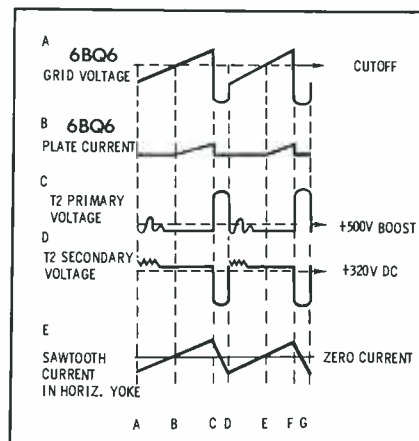 A
6BQ6
GRID VOLTAGE
CUTOFF
B
6BQ6
PLATE CURRENT
C
T2 PRIMARY
VOLTAGE
+500V BOOST
D
T2 SECONDARY
VOLTAGE
+320V DC
E
SAWTOOTH
CURRENT
IN HORIZ. YOKE
ZERO CURRENT
A B C D E F G